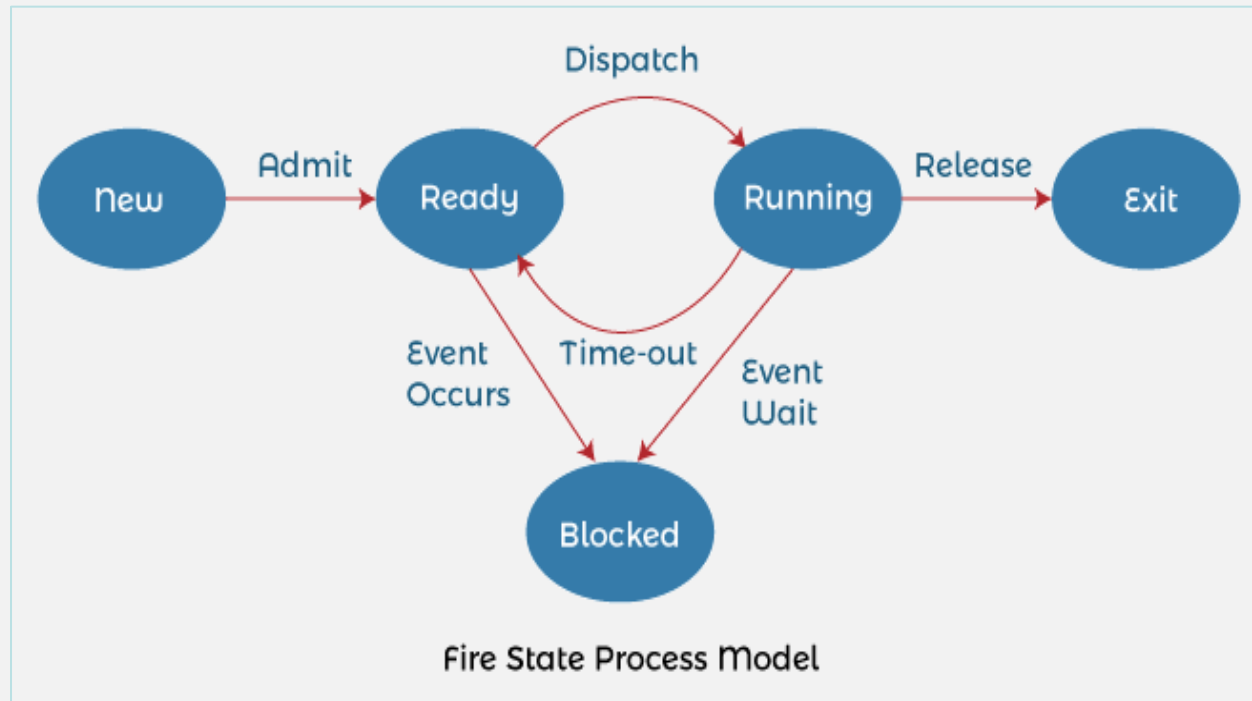 Dispatch
Admit
Release
New
Ready
Running
Exit
Event
Occurs
Time-out
Event
Wait
Blocked
Fire State Process Model